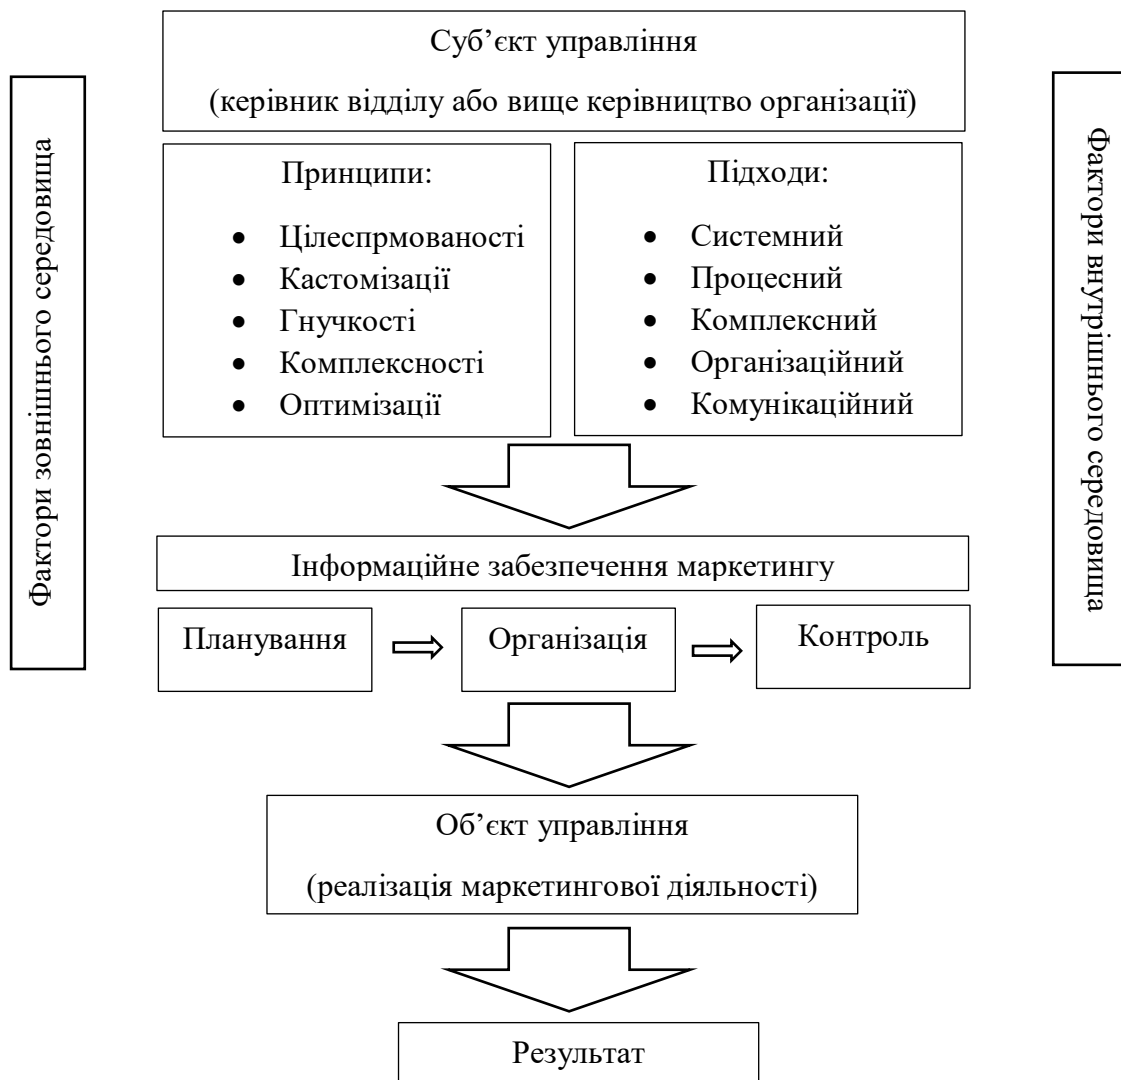 Суб’єкт управління
(керівник відділу або вище керівництво організації)
Фактори зовнішнього середовища
Фактори внутрішнього середовища
Принципи:
• Цілеспрмованості
• Кастомізації
• Гнучкості
• Комплексності
• Оптимізації
Підходи:
• Системний
• Процесний
• Комплексний
• Організаційний
• Комунікаційний
Інформаційне забезпечення маркетингу
Планування
Організація
Контроль
Об’єкт управління
(реалізація маркетингової діяльності)
Результат